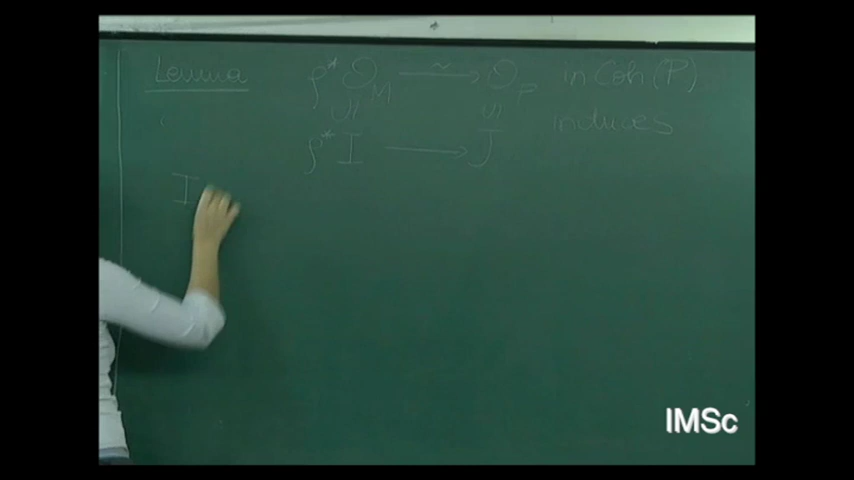 Lemma ρ* O_M —~→ O_P in Coh(P)
∪| ∪| induces
ρ* I ⟶ J
I
IMSc